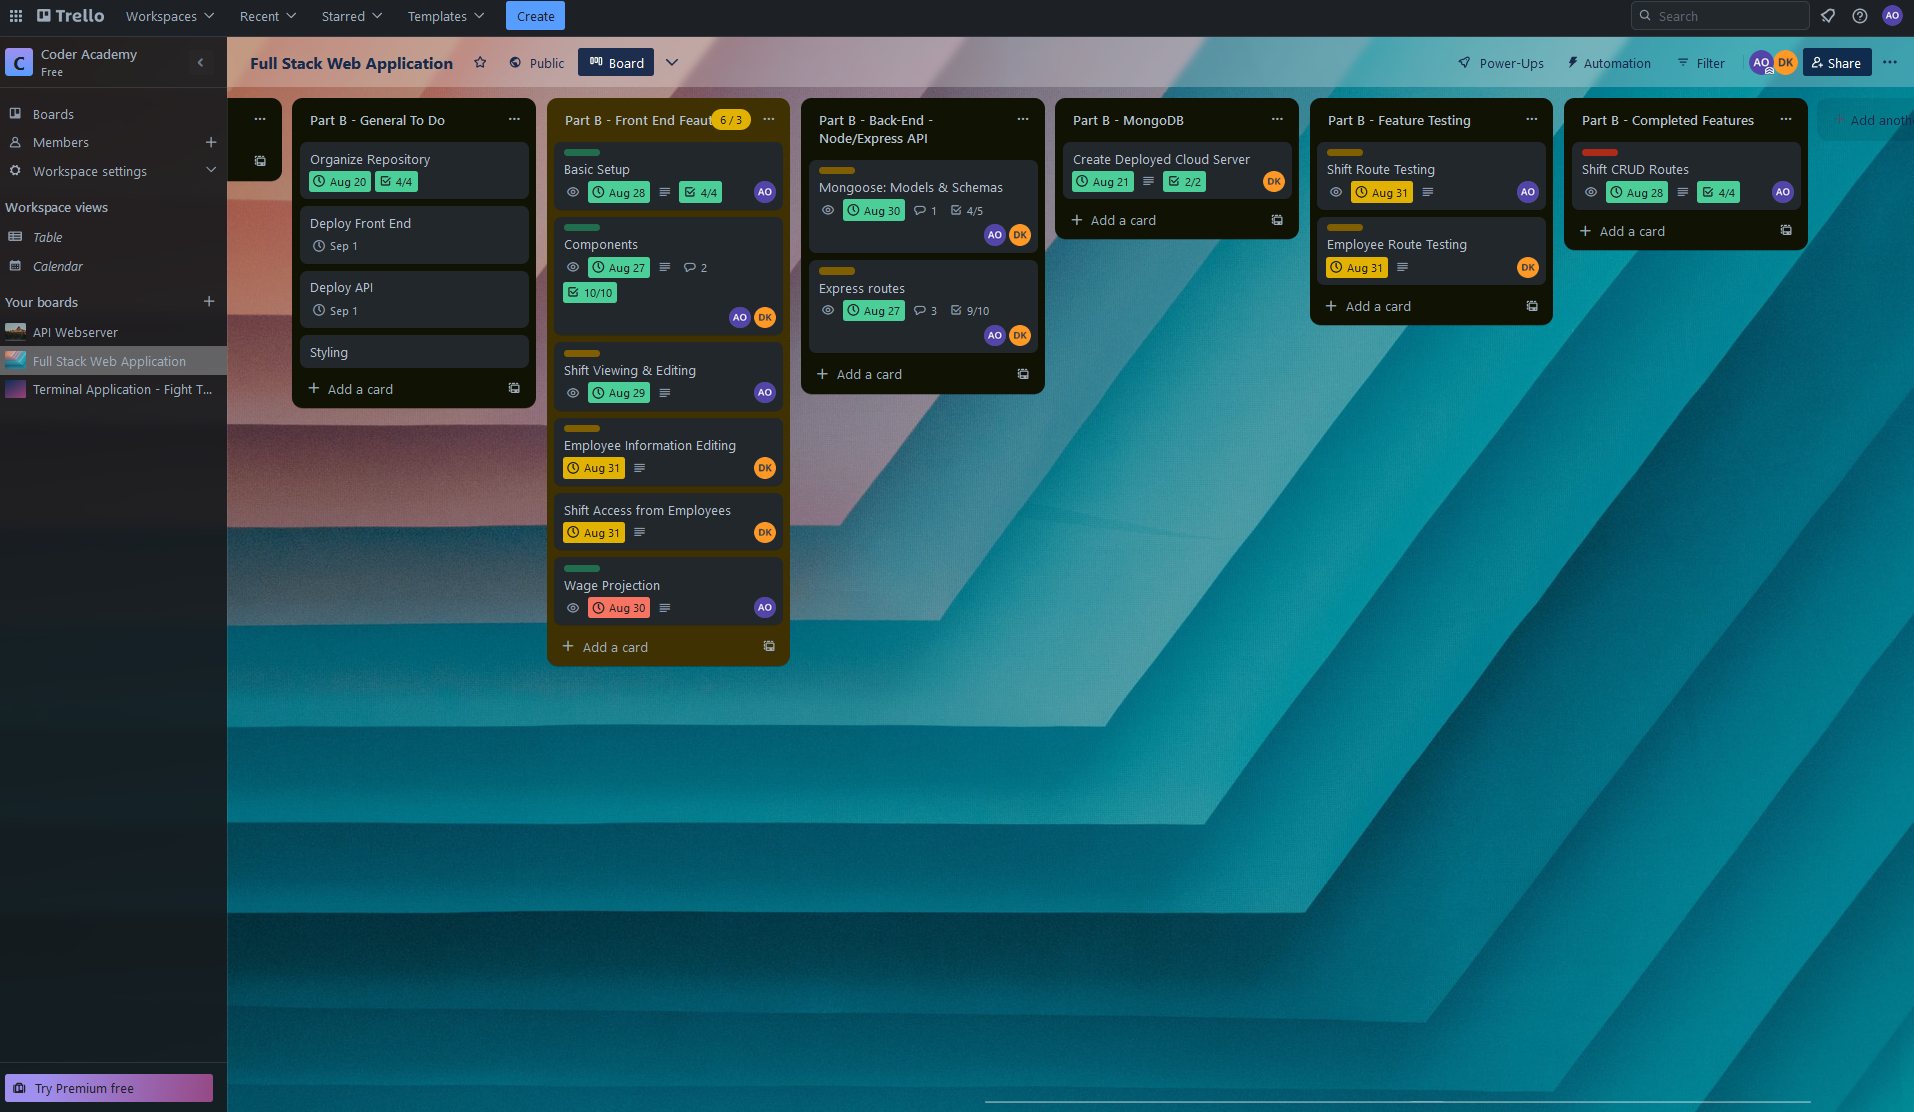 Trello
Workspaces
Recent
Starred
Templates
Create
Search
AO
C
Coder Academy
Free
Full Stack Web Application
Public
Board
Power-Ups
Automation
Filter
AO
DK
Share
Boards
Members
Workspace settings
Workspace views
Table
Calendar
Your boards
API Webserver
Full Stack Web Application
Terminal Application - Fight T...
Try Premium free
Part B - General To Do
Organize Repository
Aug 20
4/4
Deploy Front End
Sep 1
Deploy API
Sep 1
Styling
Add a card
Part B - Front End Feaut
6 / 3
Basic Setup
Aug 28
4/4
AO
Components
Aug 27
2
10/10
AO
DK
Shift Viewing & Editing
Aug 29
AO
Employee Information Editing
Aug 31
DK
Shift Access from Employees
Aug 31
DK
Wage Projection
Aug 30
AO
Add a card
Part B - Back-End -
Node/Express API
Mongoose: Models & Schemas
Aug 30
1
4/5
AO
DK
Express routes
Aug 27
3
9/10
AO
DK
Add a card
Part B - MongoDB
Create Deployed Cloud Server
Aug 21
2/2
DK
Add a card
Part B - Feature Testing
Shift Route Testing
Aug 31
AO
Employee Route Testing
Aug 31
DK
Add a card
Part B - Completed Features
Shift CRUD Routes
Aug 28
4/4
AO
Add a card
Add anoth